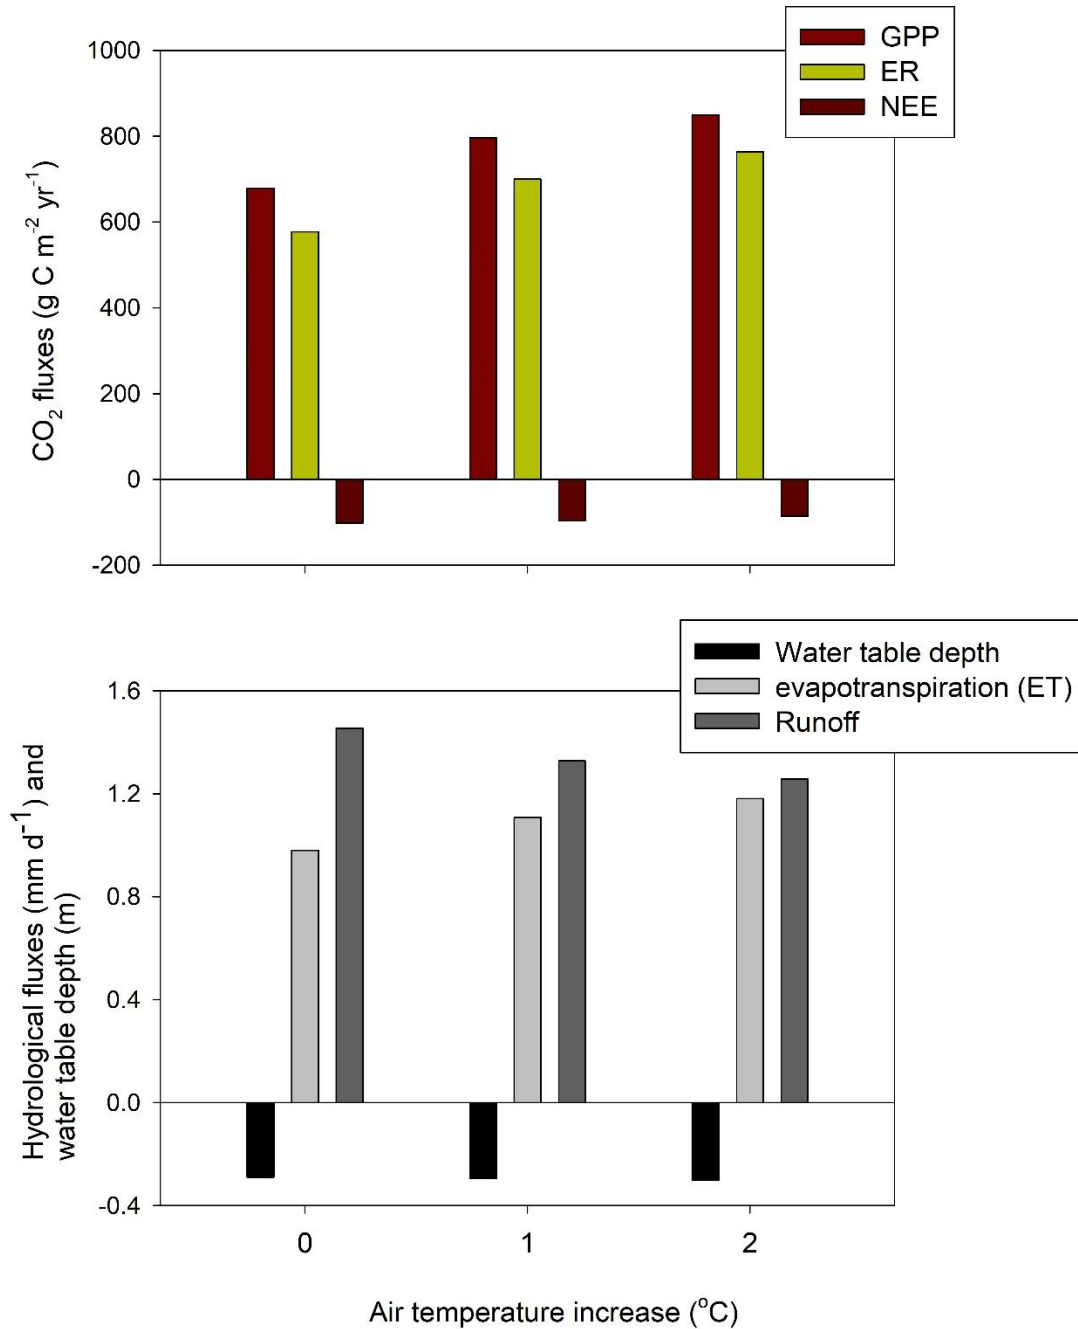 GPP
ER
NEE
1000
800
600
400
200
0
-200
CO₂ fluxes (g C m⁻² yr⁻¹)
Water table depth
evapotranspiration (ET)
Runoff
1.6
1.2
0.8
0.4
0.0
-0.4
Hydrological fluxes (mm d⁻¹) and
water table depth (m)
0 1 2
Air temperature increase (°C)